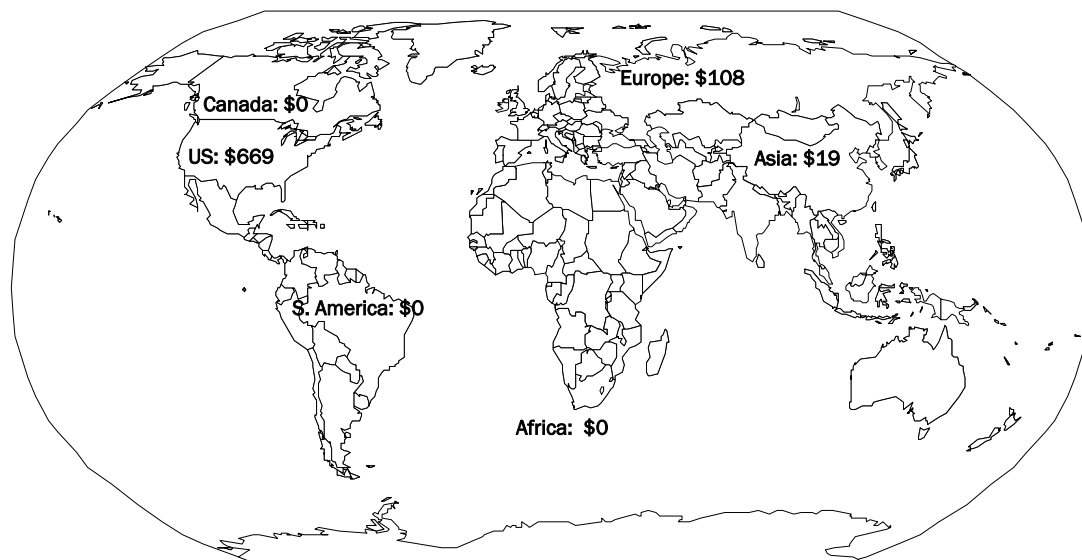 Europe: $108
Canada: $0
US: $669
Asia: $19
S. America: $0
Africa:  $0